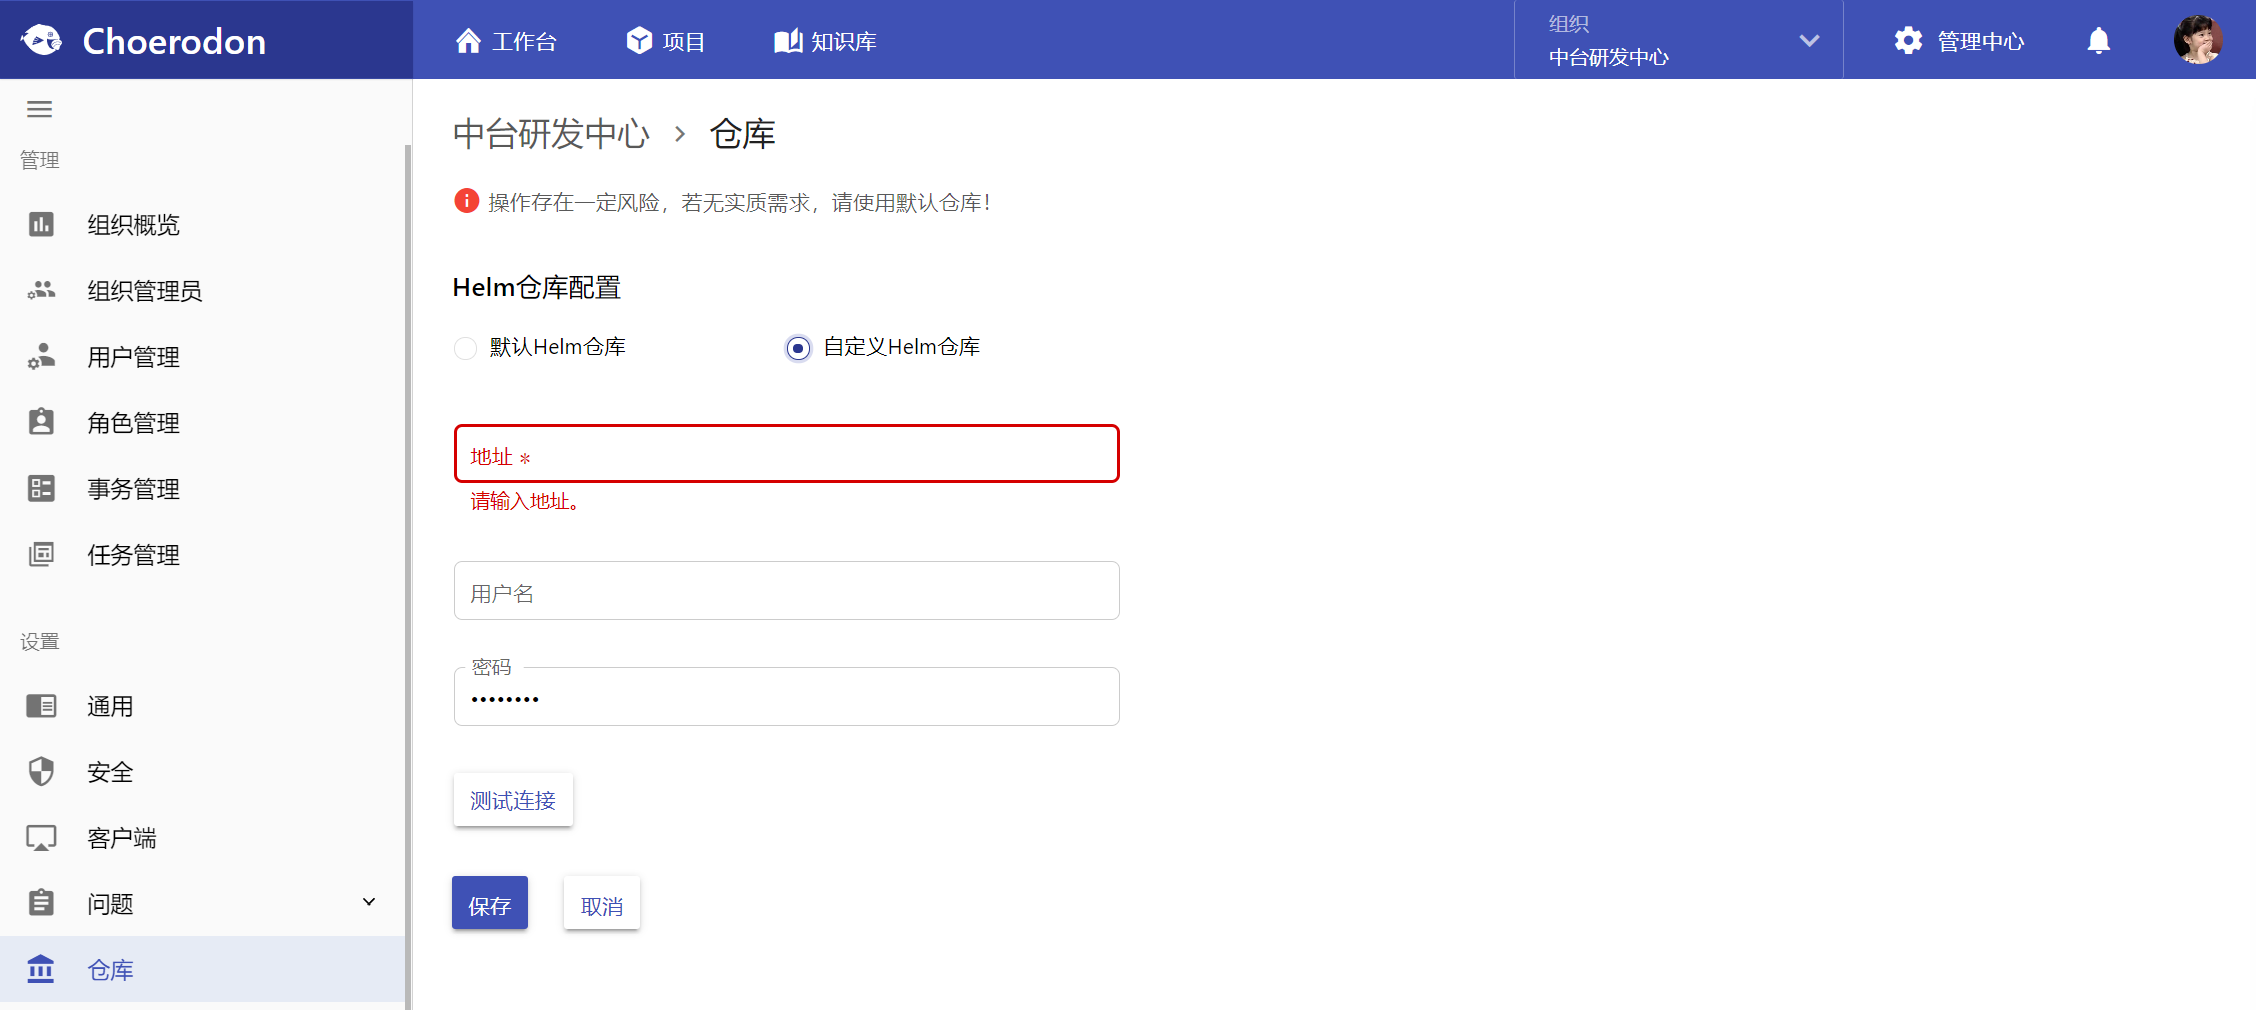 Choerodon
工作台
项目
知识库
组织
中台研发中心
管理中心
管理
组织概览
组织管理员
用户管理
角色管理
事务管理
任务管理
设置
通用
安全
客户端
问题
仓库
中台研发中心 › 仓库
操作存在一定风险，若无实质需求，请使用默认仓库！
Helm仓库配置
默认Helm仓库
自定义Helm仓库
地址 *
请输入地址。
用户名
密码
••••••••
测试连接
保存
取消